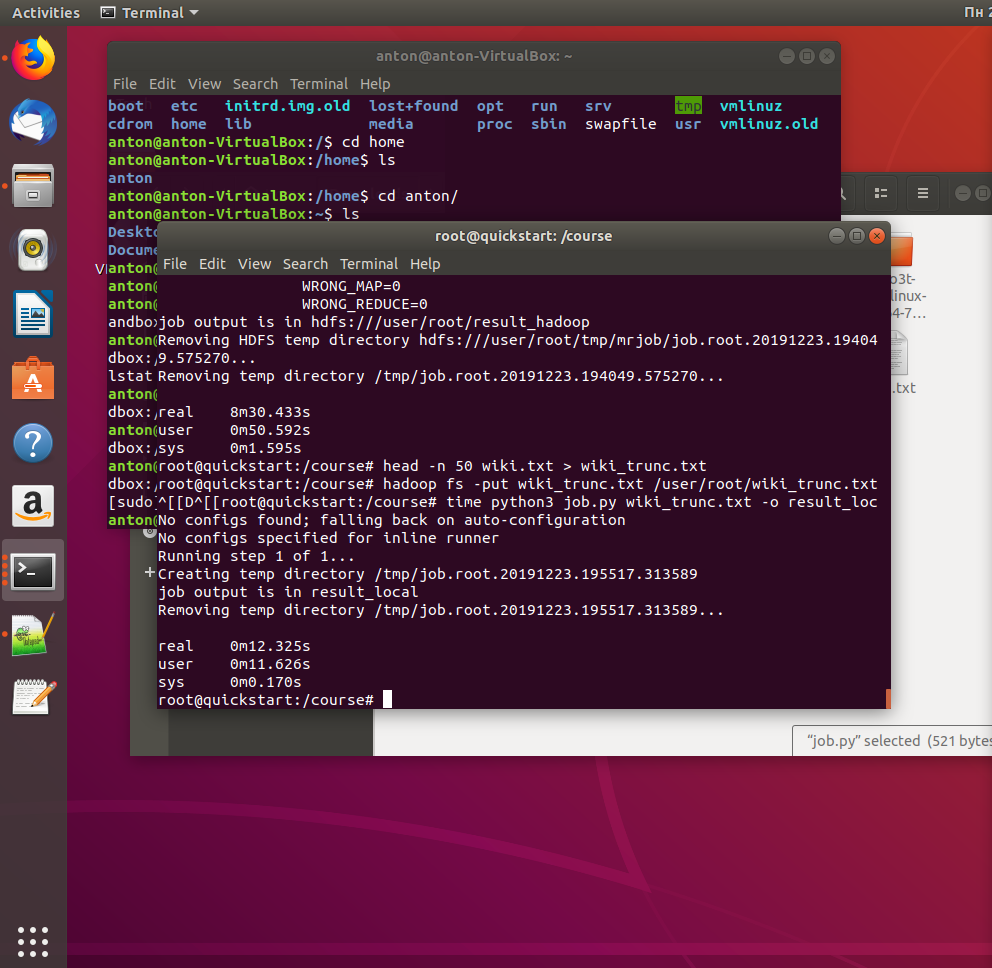 Activities Terminal Пн 2
anton@anton-VirtualBox: ~
File Edit View Search Terminal Help
boot etc initrd.img.old lost+found opt run srv tmp vmlinuz
cdrom home lib media proc sbin swapfile usr vmlinuz.old
anton@anton-VirtualBox:/$ cd home
anton@anton-VirtualBox:/home$ ls
anton
anton@anton-VirtualBox:/home$ cd anton/
anton@anton-VirtualBox:~$ ls
Deskto
Docume
anton@
anton@
anton@
andbo
anton@
dbox:/
lstat
anton@
dbox:/
anton@
dbox:/
anton@
dbox:/
[sudo]
anton@
root@quickstart: /course
File Edit View Search Terminal Help
WRONG_MAP=0
WRONG_REDUCE=0
job output is in hdfs:///user/root/result_hadoop
Removing HDFS temp directory hdfs:///user/root/tmp/mrjob/job.root.20191223.19404
9.575270...
Removing temp directory /tmp/job.root.20191223.194049.575270...
real 8m30.433s
user 0m50.592s
sys 0m1.595s
root@quickstart:/course# head -n 50 wiki.txt > wiki_trunc.txt
root@quickstart:/course# hadoop fs -put wiki_trunc.txt /user/root/wiki_trunc.txt
^[[D^[[root@quickstart:/course# time python3 job.py wiki_trunc.txt -o result_loc
No configs found; falling back on auto-configuration
No configs specified for inline runner
Running step 1 of 1...
Creating temp directory /tmp/job.root.20191223.195517.313589
job output is in result_local
Removing temp directory /tmp/job.root.20191223.195517.313589...
real 0m12.325s
user 0m11.626s
sys 0m0.170s
root@quickstart:/course#
o3t-
linux-
4-7…
.txt
“job.py” selected (521 bytes